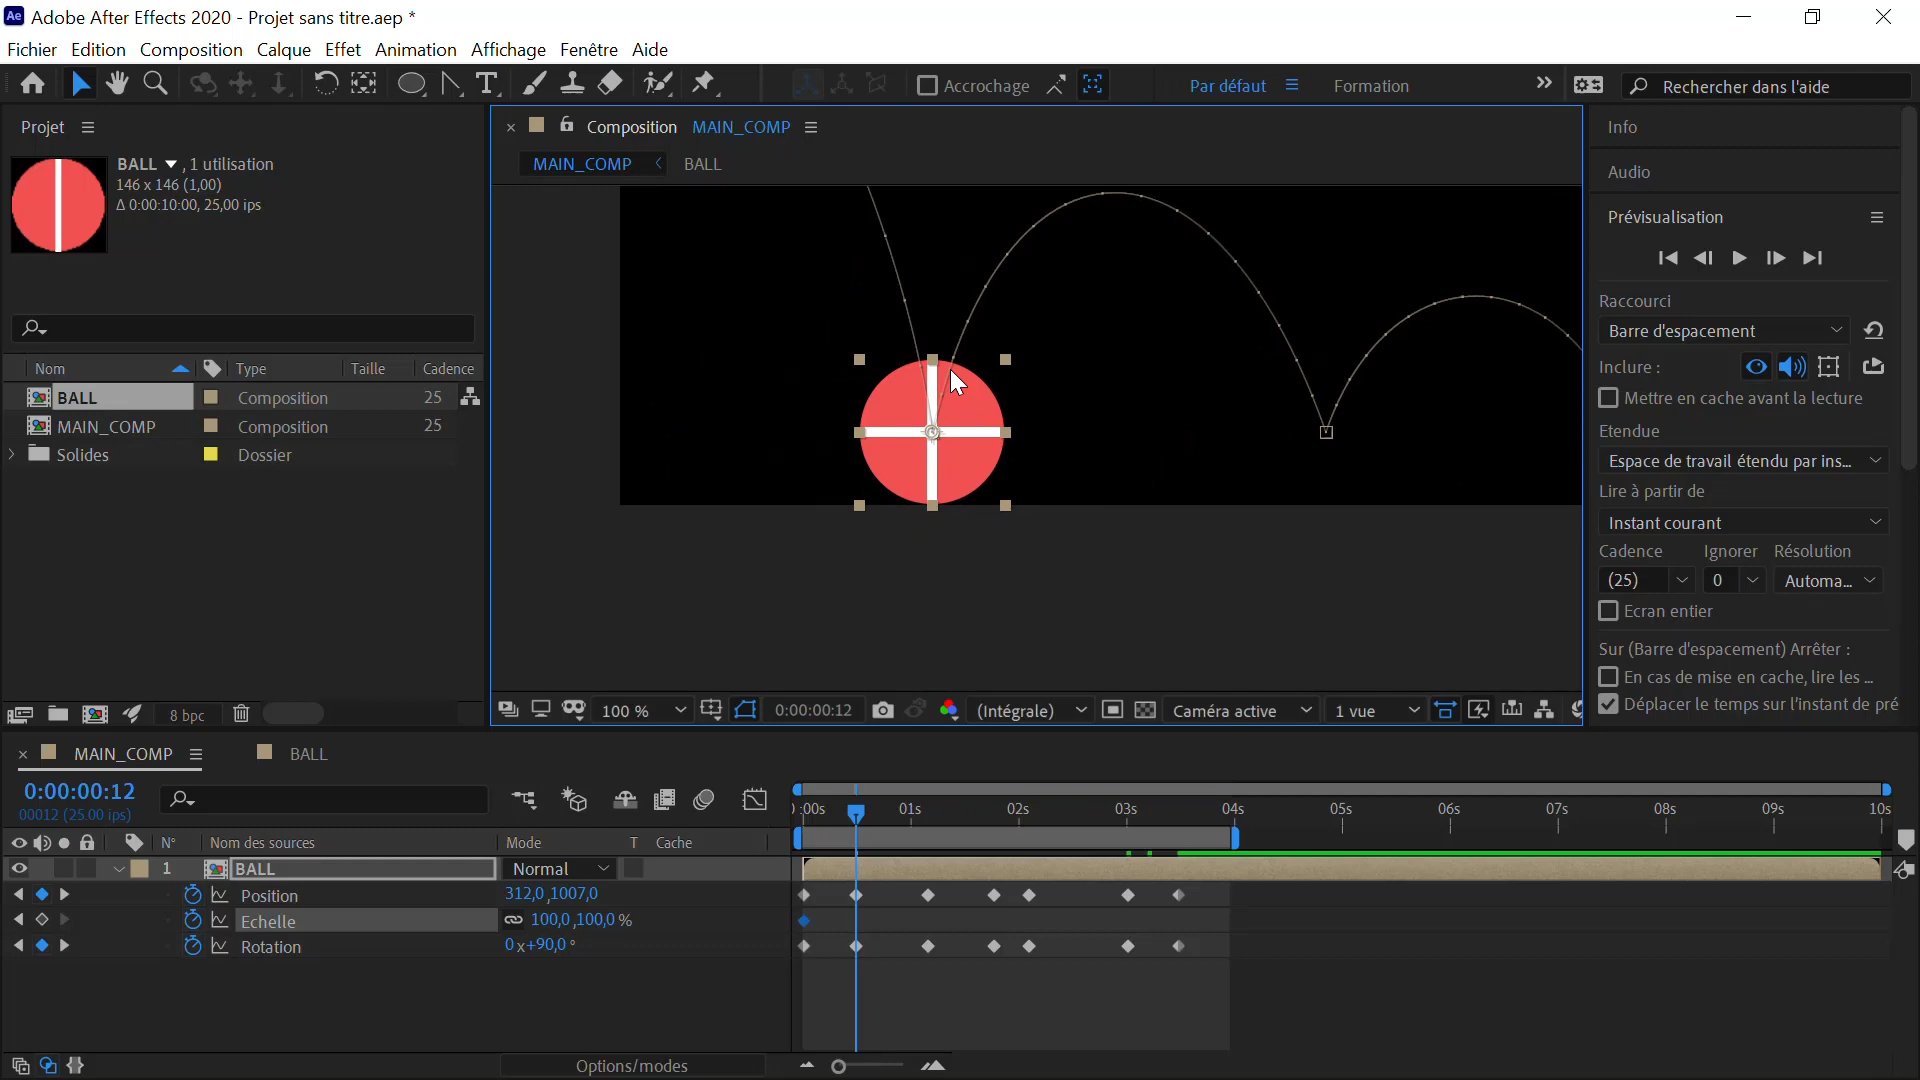 Ae Adobe After Effects 2020 - Projet sans titre.aep *
Fichier Edition Composition Calque Effet Animation Affichage Fenêtre Aide
T Accrochage Par défaut Formation Rechercher dans l'aide
Projet
BALL , 1 utilisation
146 x 146 (1,00)
Δ 0:00:10:00, 25,00 ips
Nom Type Taille Cadence
BALL Composition 25
MAIN_COMP Composition 25
Solides Dossier
8 bpc
× Composition MAIN_COMP
MAIN_COMP BALL
100 % 0:00:00:12 (Intégrale) Caméra active 1 vue
Info
Audio
Prévisualisation
Raccourci
Barre d'espacement
Inclure :
Mettre en cache avant la lecture
Etendue
Espace de travail étendu par ins...
Lire à partir de
Instant courant
Cadence Ignorer Résolution
(25) 0 Automa...
Ecran entier
Sur (Barre d'espacement) Arrêter :
En cas de mise en cache, lire les ...
Déplacer le temps sur l'instant de pré
× MAIN_COMP BALL
0:00:00:12
00012 (25.00 ips)
:00s 01s 02s 03s 04s 05s 06s 07s 08s 09s 10s
N° Nom des sources Mode T Cache
1 BALL Normal
Position 312,0 ,1007,0
Echelle 100,0 ,100,0 %
Rotation 0 x+90,0 °
Options/modes